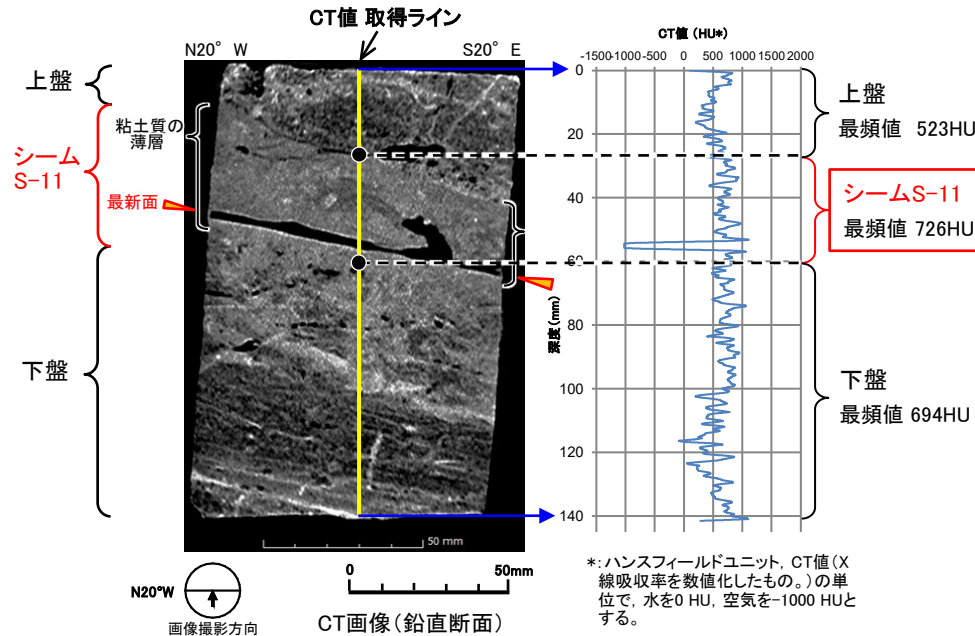 CT値 取得ライン
N20° W
S20° E
上盤
粘土質の
薄層
シーム
S-11
最新面
下盤
50 mm
N20°W
画像撮影方向
0
50mm
CT画像（鉛直断面）
CT値 (HU*)
-1500
-1000
-500
0
500
1000
1500
2000
0
20
40
60
80
100
120
140
深度(mm)
上盤
最頻値 523HU
シームS-11
最頻値 726HU
下盤
最頻値 694HU
*：ハンスフィールドユニット，CT値（X
線吸収率を数値化したもの。）の単
位で，水を0 HU，空気を−1000 HUと
する。